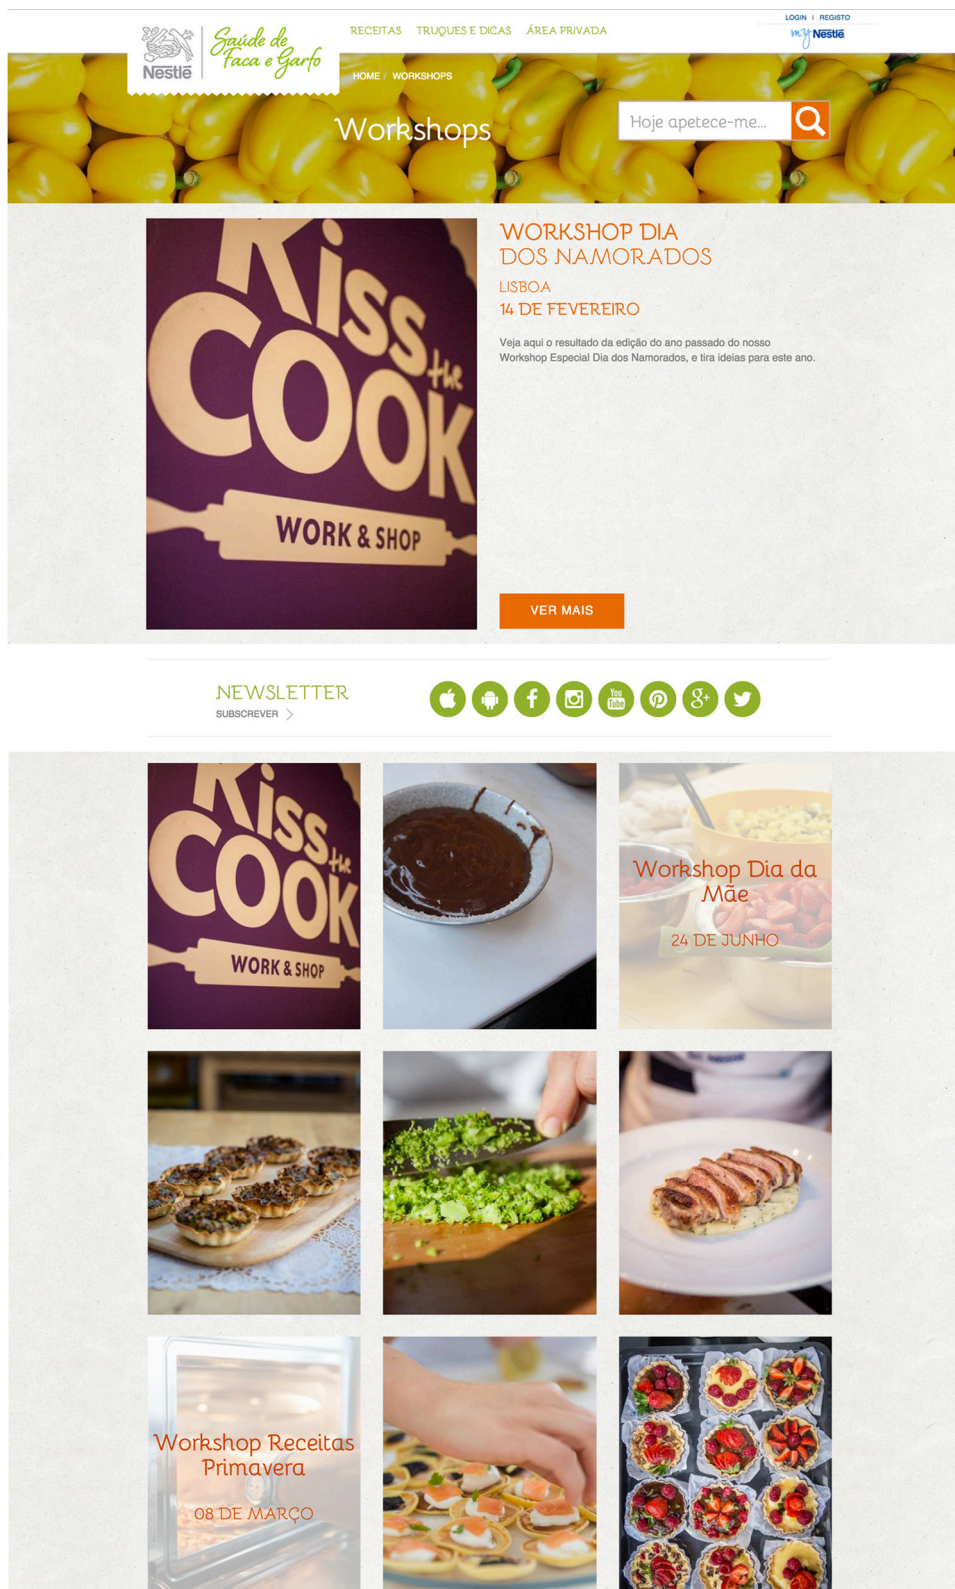 Nestlé
Saúde de
Faca e Garfo
RECEITAS TRUQUES E DICAS ÁREA PRIVADA
LOGIN | REGISTO
my Nestlé
HOME / WORKSHOPS
Workshops
Hoje apetece-me...
Kiss
the
COOK
WORK & SHOP
WORKSHOP DIA
DOS NAMORADOS
LISBOA
14 DE FEVEREIRO
Veja aqui o resultado da edição do ano passado do nosso
Workshop Especial Dia dos Namorados, e tira ideias para este ano.
VER MAIS
NEWSLETTER
SUBSCREVER
You
Tube
g+
Kiss
the
COOK
WORK & SHOP
Workshop Dia da
Mãe
24 DE JUNHO
Workshop Receitas
Primavera
08 DE MARÇO